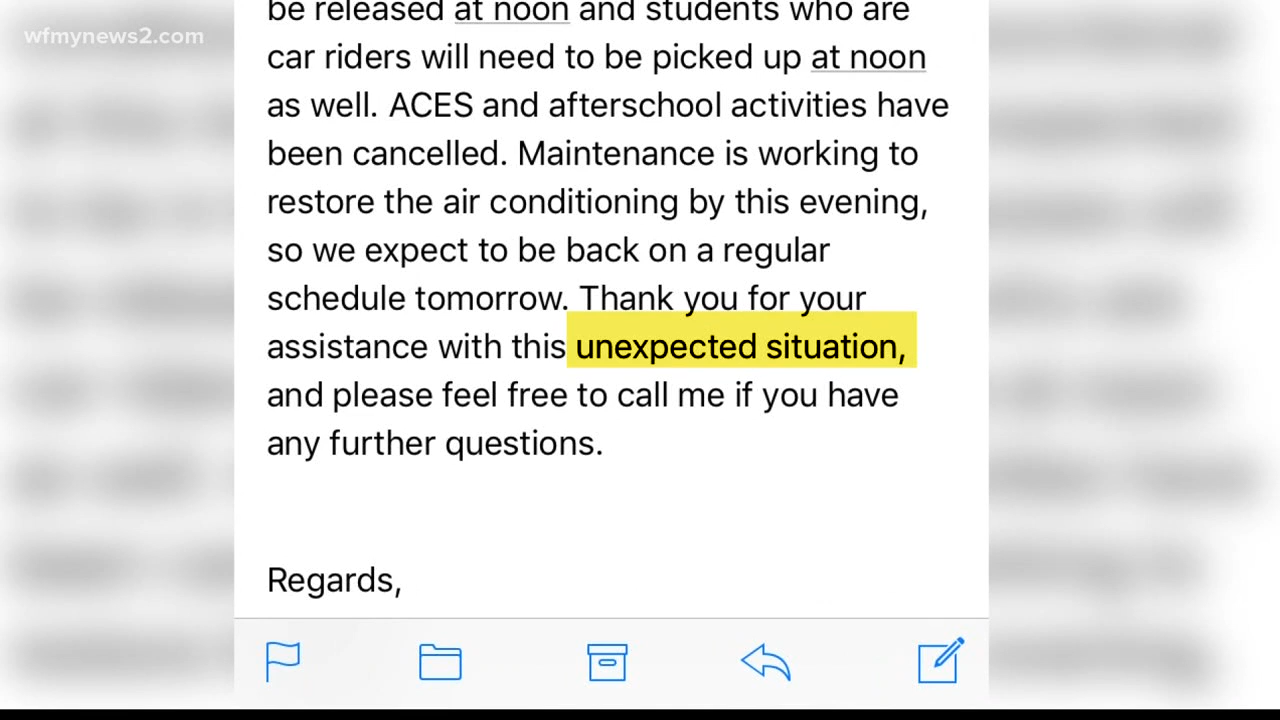 wfmynews2.com
be released at noon and students who are
car riders will need to be picked up at noon
as well. ACES and afterschool activities have
been cancelled. Maintenance is working to
restore the air conditioning by this evening,
so we expect to be back on a regular
schedule tomorrow. Thank you for your
assistance with this unexpected situation,
and please feel free to call me if you have
any further questions.
Regards,